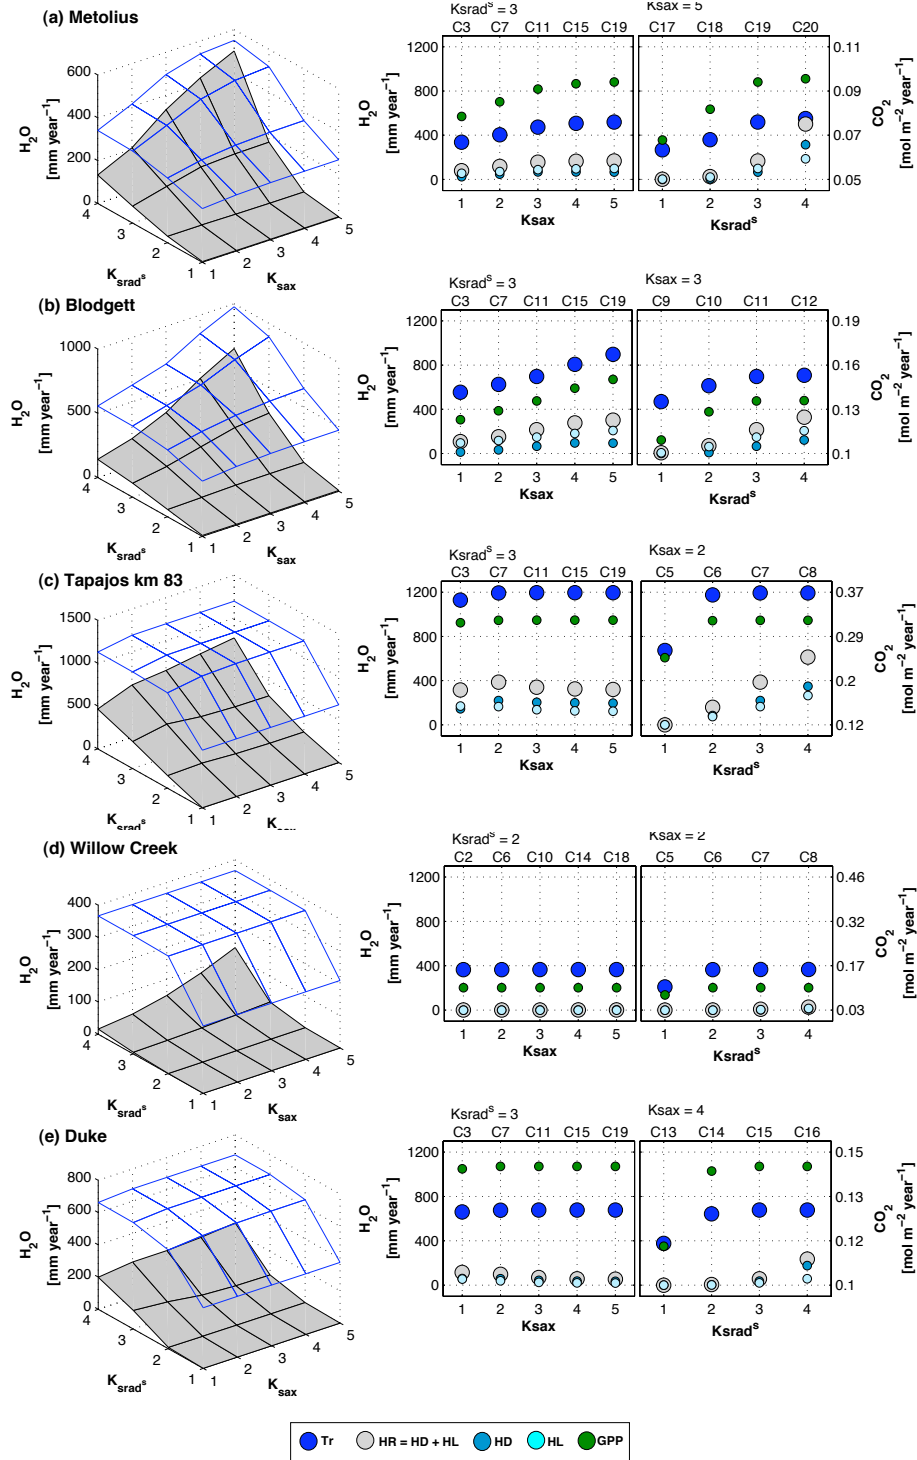 (a) Metolius
600
400
200
0
H2O
[mm year−1]
4
3
2
1
Ksrads
1
2
3
4
5
Ksax
Ksrads = 3
C3 C7 C11 C15 C19
1200
800
400
0
H2O
[mm year−1]
1 2 3 4 5
Ksax
Ksax = 5
C17 C18 C19 C20
0.11
0.09
0.07
0.05
CO2
[mol m−2 year−1]
1 2 3 4
Ksrads
(b) Blodgett
1000
500
0
H2O
[mm year−1]
4
3
2
1
Ksrads
1
2
3
4
5
Ksax
Ksrads = 3
C3 C7 C11 C15 C19
1200
800
400
0
H2O
[mm year−1]
1 2 3 4 5
Ksax
Ksax = 3
C9 C10 C11 C12
0.19
0.16
0.13
0.1
CO2
[mol m−2 year−1]
1 2 3 4
Ksrads
(c) Tapajos km 83
1500
1000
500
0
H2O
[mm year−1]
4
3
2
1
Ksrads
1
2
3
4
5
Ksax
Ksrads = 3
C3 C7 C11 C15 C19
1200
800
400
0
H2O
[mm year−1]
1 2 3 4 5
Ksax
Ksax = 2
C5 C6 C7 C8
0.37
0.29
0.2
0.12
CO2
[mol m−2 year−1]
1 2 3 4
Ksrads
(d) Willow Creek
400
300
200
100
0
H2O
[mm year−1]
4
3
2
1
Ksrads
1
2
3
4
5
Ksax
Ksrads = 2
C2 C6 C10 C14 C18
1200
800
400
0
H2O
[mm year−1]
1 2 3 4 5
Ksax
Ksax = 2
C5 C6 C7 C8
0.46
0.32
0.17
0.03
CO2
[mol m−2 year−1]
1 2 3 4
Ksrads
(e) Duke
800
600
400
200
0
H2O
[mm year−1]
4
3
2
1
Ksrads
1
2
3
4
5
Ksax
Ksrads = 3
C3 C7 C11 C15 C19
1200
800
400
0
H2O
[mm year−1]
1 2 3 4 5
Ksax
Ksax = 4
C13 C14 C15 C16
0.15
0.13
0.12
0.1
CO2
[mol m−2 year−1]
1 2 3 4
Ksrads
Tr HR = HD + HL HD HL GPP